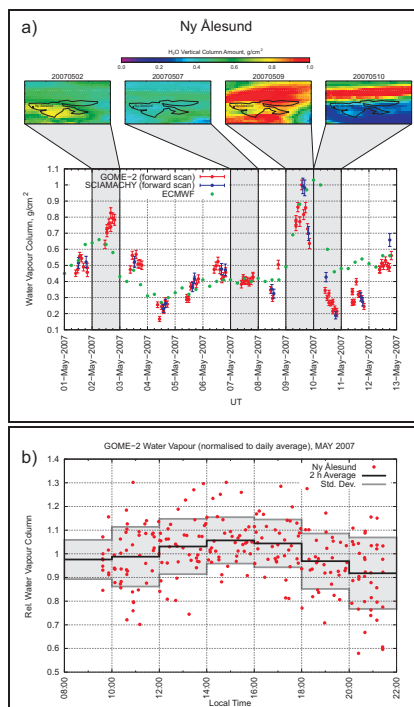 Ny Ålesund
a)
H₂O Vertical Column Amount, g/cm²
0.0 0.2 0.4 0.6 0.8 1.0
20070502 20070507 20070509 20070510
GOME-2 (forward scan)
SCIAMACHY (forward scan)
ECMWF
Water Vapour Column, g/cm²
1.1
1
0.9
0.8
0.7
0.6
0.5
0.4
0.3
0.2
0.1
01-May-2007
02-May-2007
03-May-2007
04-May-2007
05-May-2007
06-May-2007
07-May-2007
08-May-2007
09-May-2007
10-May-2007
11-May-2007
12-May-2007
13-May-2007
UT
b)
GOME-2 Water Vapour (normalised to daily average), MAY 2007
Ny Ålesund
2 h Average
Std. Dev.
Rel. Water Vapour Column
1.4
1.3
1.2
1.1
1
0.9
0.8
0.7
0.6
0.5
08:00
10:00
12:00
14:00
16:00
18:00
20:00
22:00
Local Time